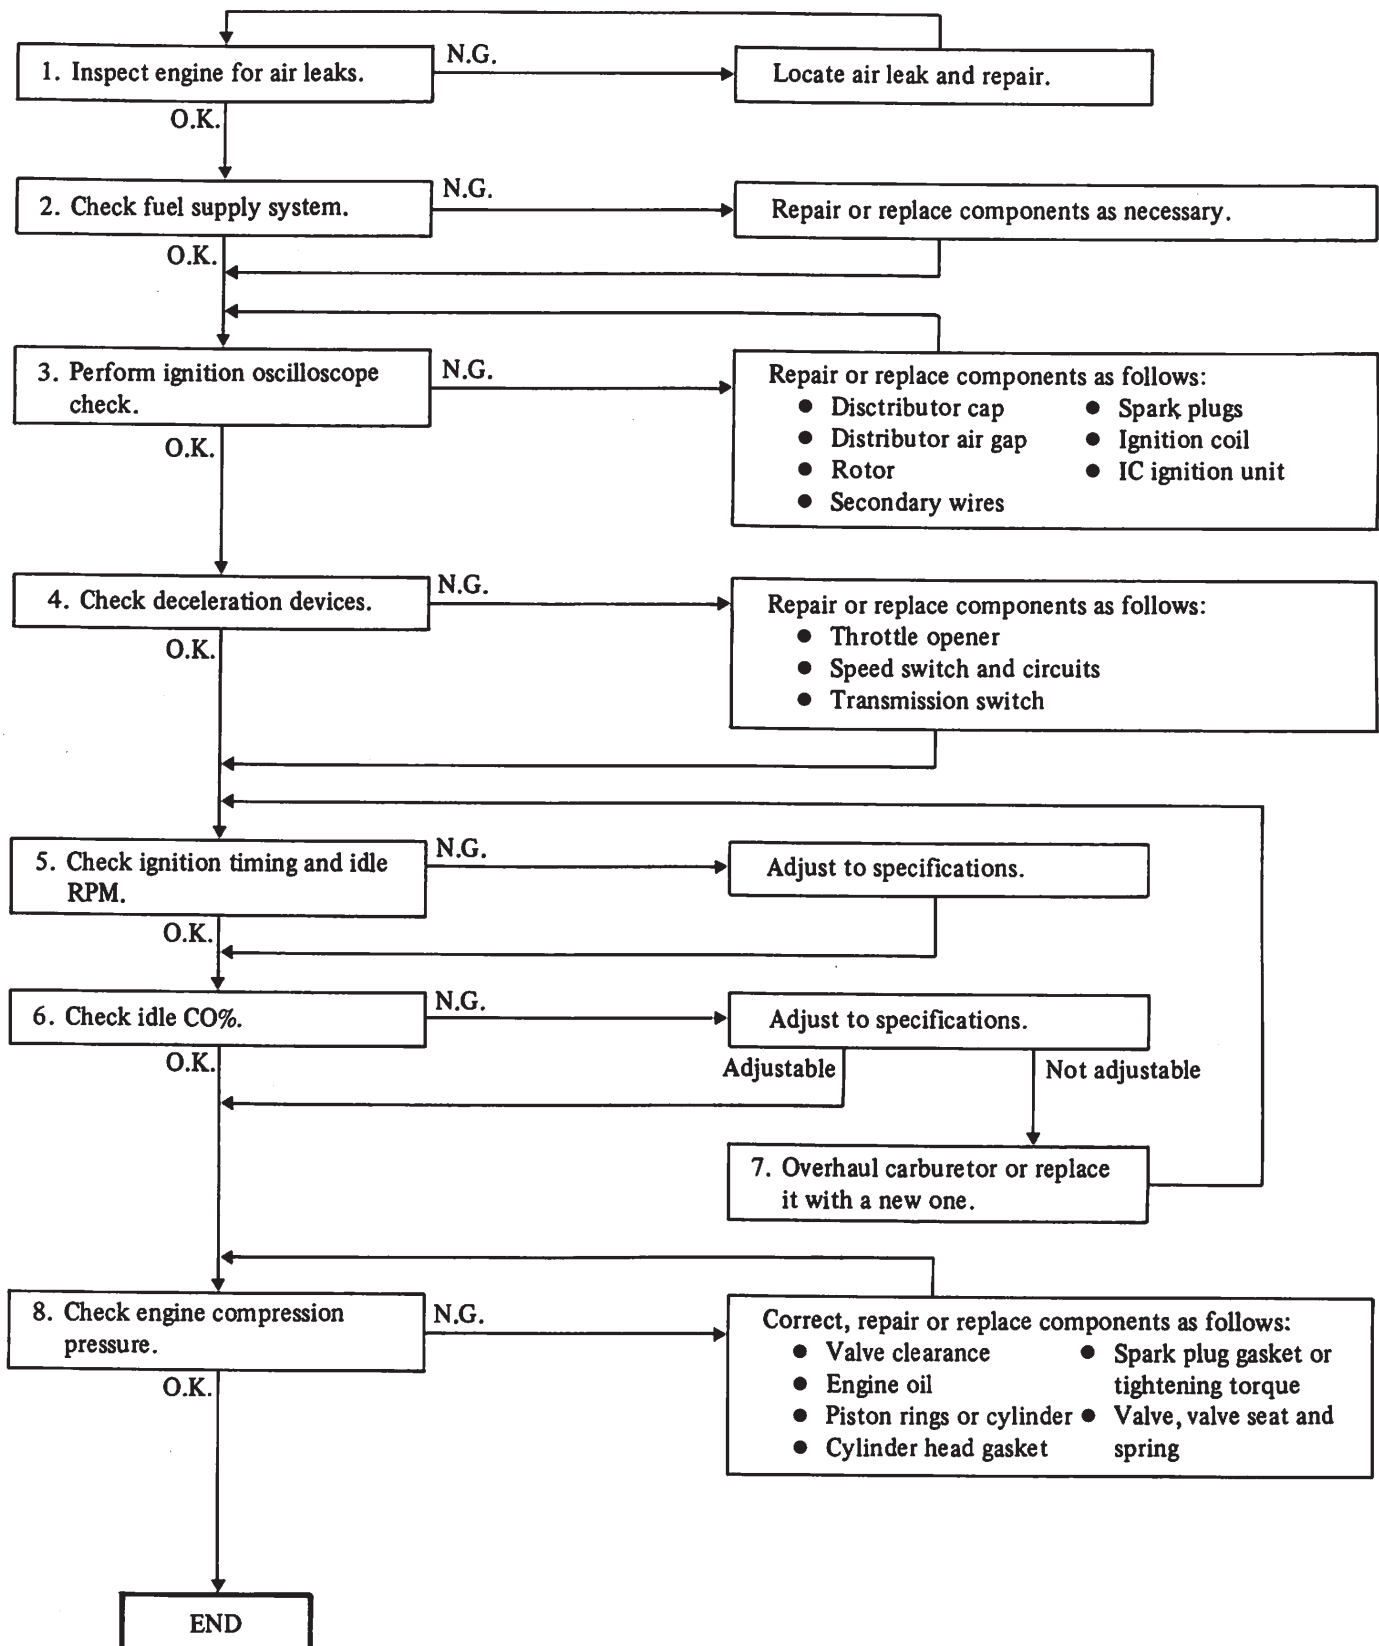 1. Inspect engine for air leaks.
N.G.
Locate air leak and repair.
O.K.
2. Check fuel supply system.
N.G.
Repair or replace components as necessary.
O.K.
3. Perform ignition oscilloscope
check.
N.G.
Repair or replace components as follows:
● Disctributor cap
● Distributor air gap
● Rotor
● Secondary wires
● Spark plugs
● Ignition coil
● IC ignition unit
O.K.
4. Check deceleration devices.
N.G.
Repair or replace components as follows:
● Throttle opener
● Speed switch and circuits
● Transmission switch
O.K.
5. Check ignition timing and idle
RPM.
N.G.
Adjust to specifications.
O.K.
6. Check idle CO%.
N.G.
Adjust to specifications.
O.K.
Adjustable
Not adjustable
7. Overhaul carburetor or replace
it with a new one.
8. Check engine compression
pressure.
N.G.
Correct, repair or replace components as follows:
● Valve clearance
● Engine oil
● Piston rings or cylinder
● Cylinder head gasket
● Spark plug gasket or
tightening torque
● Valve, valve seat and
spring
O.K.
END